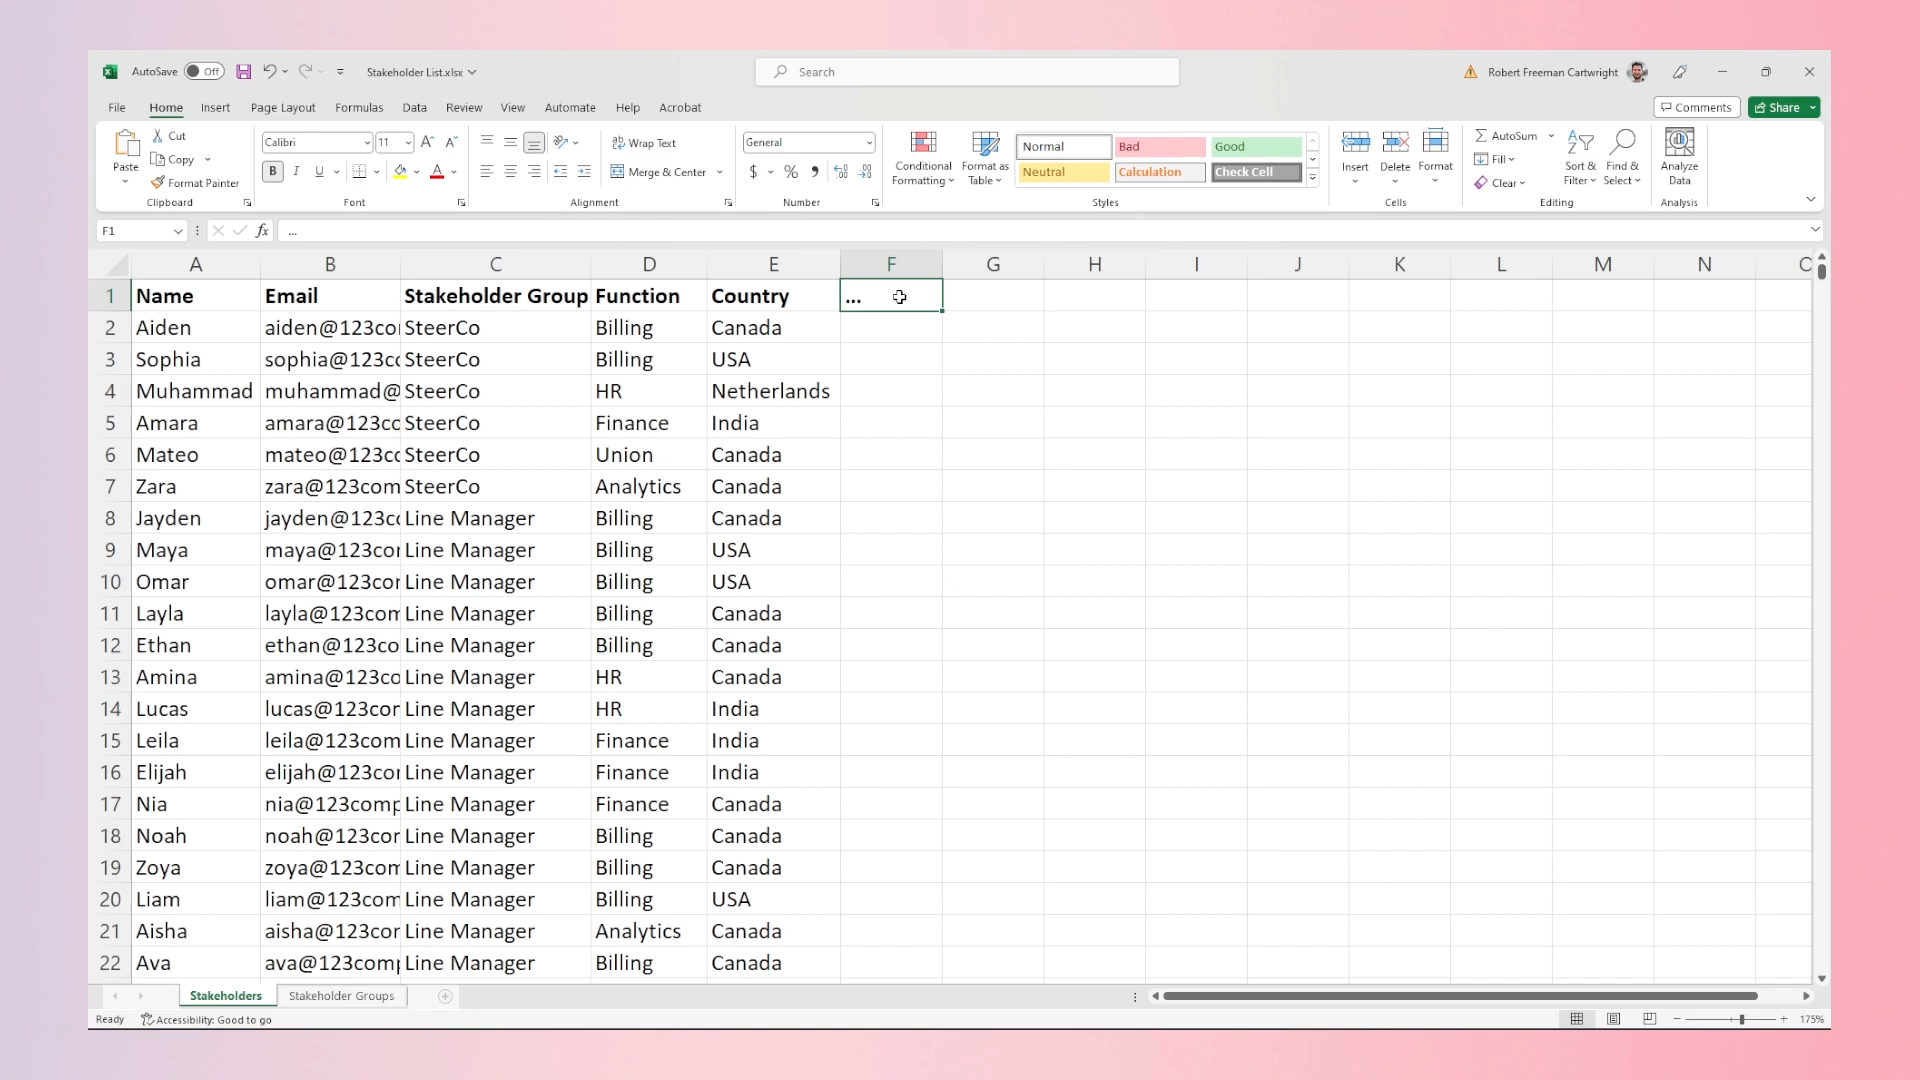 AutoSave Off Stakeholder List.xlsx Search Robert Freeman Cartwright
File Home Insert Page Layout Formulas Data Review View Automate Help Acrobat Comments Share
Paste Cut Copy Format Painter Clipboard
Calibri 11 B I U A Font
Wrap Text Merge & Center Alignment
General $ % Number
Conditional Formatting Format as Table
Normal Bad Good
Neutral Calculation Check Cell
Styles
Insert Delete Format Cells
AutoSum Fill Clear Sort & Filter Find & Select Editing
Analyze Data Analysis
F1 fx ...
A B C D E F G H I J K L M N
1 Name Email Stakeholder Group Function Country ...
2 Aiden aiden@123co SteerCo Billing Canada
3 Sophia sophia@123c SteerCo Billing USA
4 Muhammad muhammad@ SteerCo HR Netherlands
5 Amara amara@123c SteerCo Finance India
6 Mateo mateo@123c SteerCo Union Canada
7 Zara zara@123com SteerCo Analytics Canada
8 Jayden jayden@123c Line Manager Billing Canada
9 Maya maya@123co Line Manager Billing USA
10 Omar omar@123co Line Manager Billing USA
11 Layla layla@123com Line Manager Billing Canada
12 Ethan ethan@123co Line Manager Billing Canada
13 Amina amina@123co Line Manager HR Canada
14 Lucas lucas@123co Line Manager HR India
15 Leila leila@123com Line Manager Finance India
16 Elijah elijah@123co Line Manager Finance India
17 Nia nia@123comp Line Manager Finance Canada
18 Noah noah@123co Line Manager Billing Canada
19 Zoya zoya@123com Line Manager Billing Canada
20 Liam liam@123com Line Manager Billing USA
21 Aisha aisha@123co Line Manager Analytics Canada
22 Ava ava@123comp Line Manager Billing Canada
Stakeholders Stakeholder Groups
Ready Accessibility: Good to go 175%